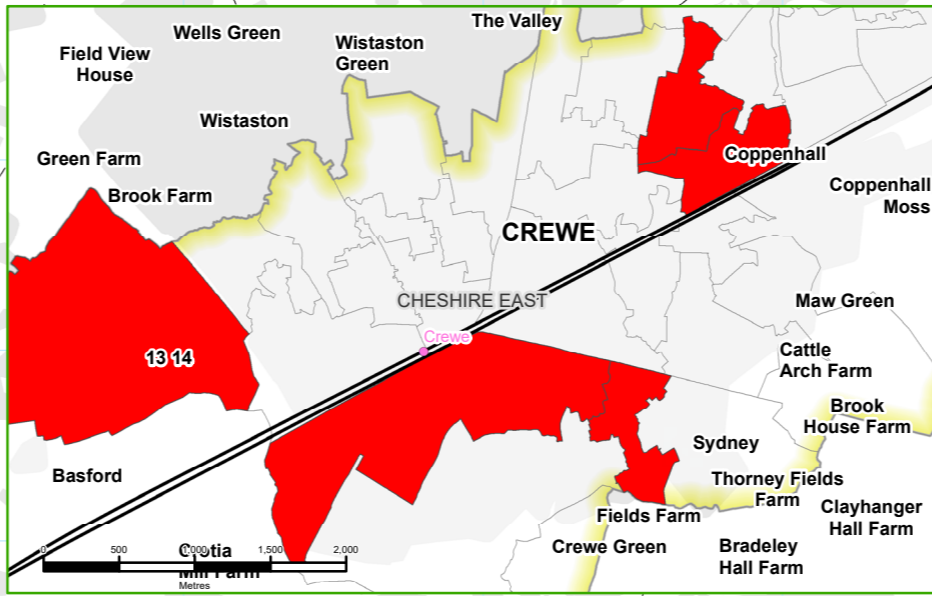 The Valley
Wells Green
Wistaston
Green
Field View
House
Wistaston
Green Farm
Brook Farm
Coppenhall
Coppenhall
Moss
CREWE
CHESHIRE EAST
Maw Green
Crewe
13 14
Cattle
Arch Farm
Brook
House Farm
Sydney
Basford
Thorney Fields
Farm
Clayhanger
Hall Farm
Fields Farm
Crewe Green
Bradeley
Hall Farm
0 500 1,000 1,500 2,000
Mill Farm
Metres